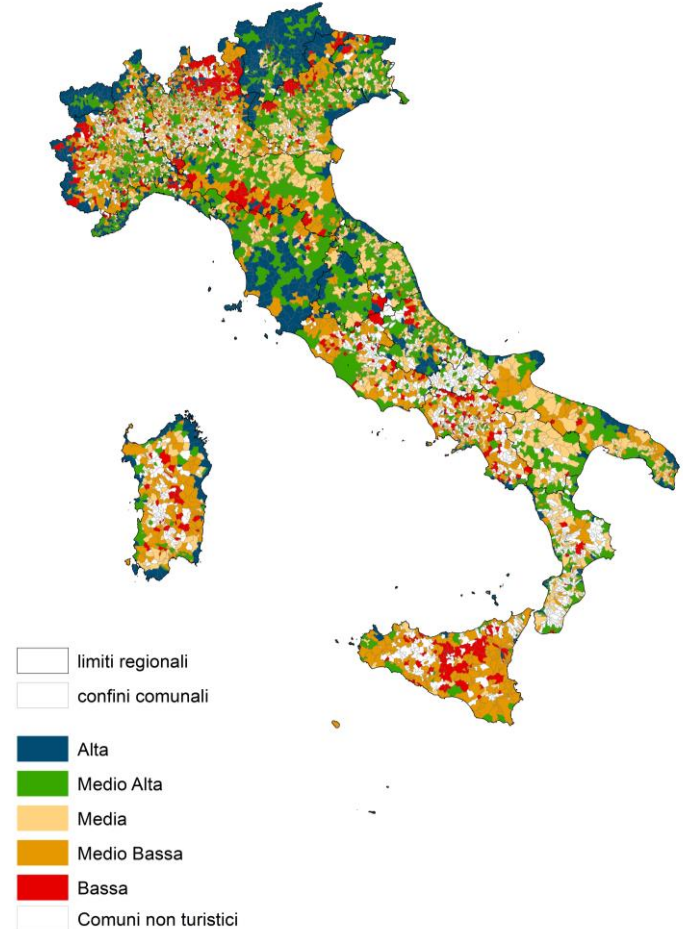 limiti regionali
confini comunali
Alta
Medio Alta
Media
Medio Bassa
Bassa
Comuni non turistici